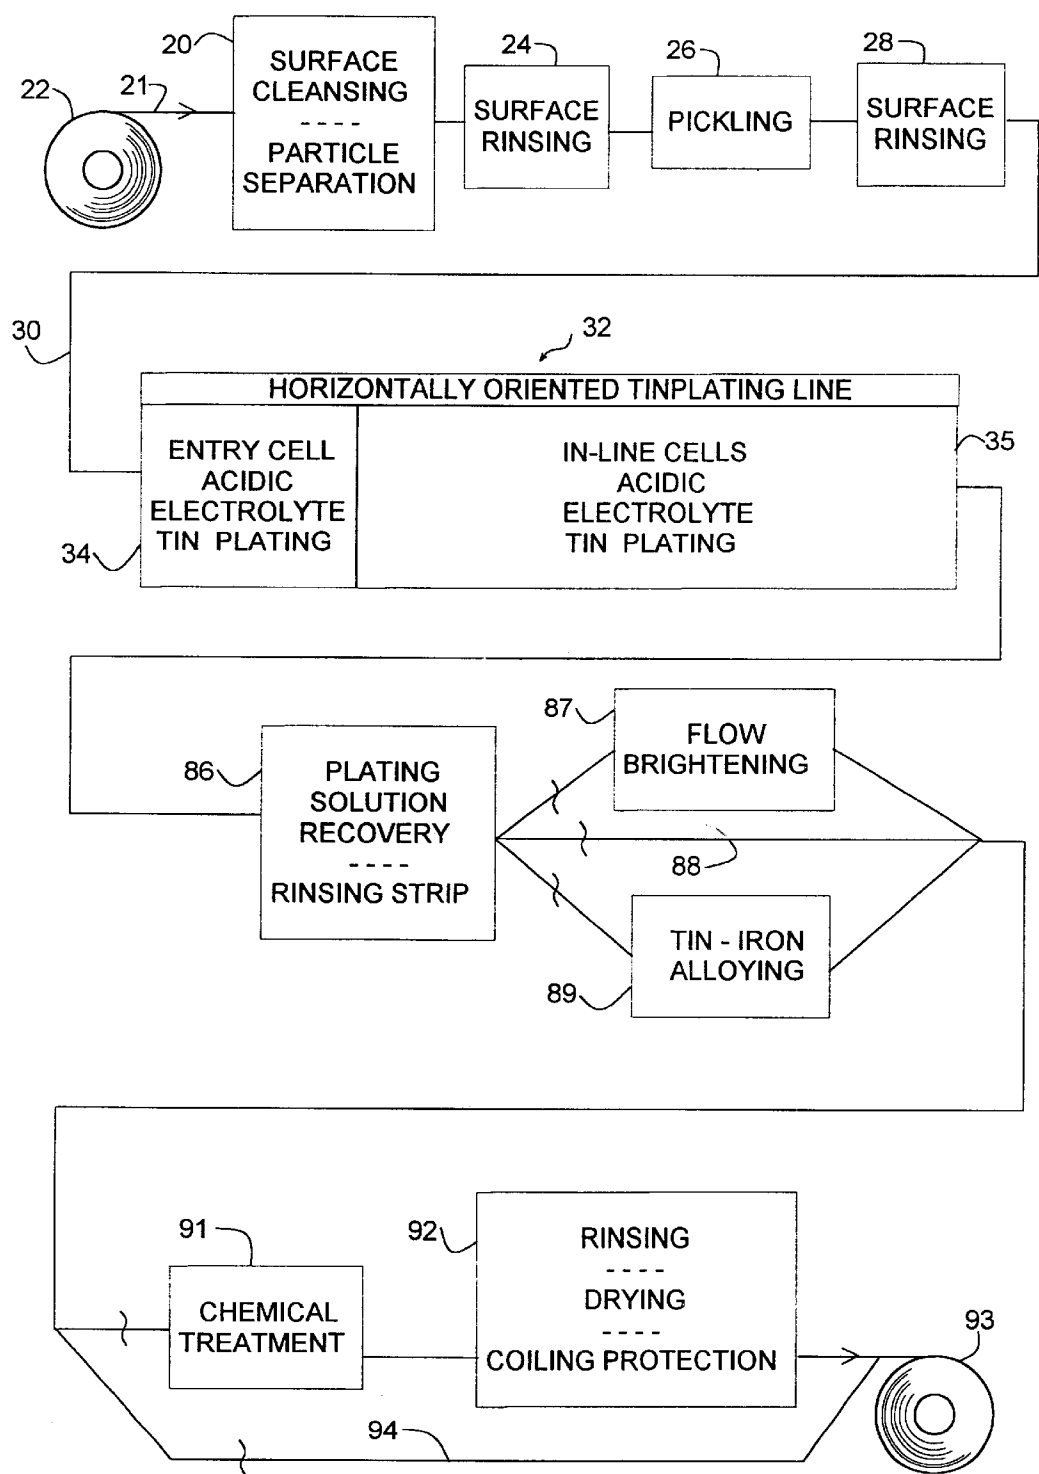 20
SURFACE
CLEANSING
- - - -
PARTICLE
SEPARATION
22
21
24
SURFACE
RINSING
26
PICKLING
28
SURFACE
RINSING
30
32
HORIZONTALLY ORIENTED TINPLATING LINE
ENTRY CELL
ACIDIC
ELECTROLYTE
TIN PLATING
34
IN-LINE CELLS
ACIDIC
ELECTROLYTE
TIN PLATING
35
86
PLATING
SOLUTION
RECOVERY
- - - -
RINSING STRIP
87
FLOW
BRIGHTENING
88
TIN - IRON
ALLOYING
89
91
CHEMICAL
TREATMENT
92
RINSING
- - - -
DRYING
- - - -
COILING PROTECTION
93
94